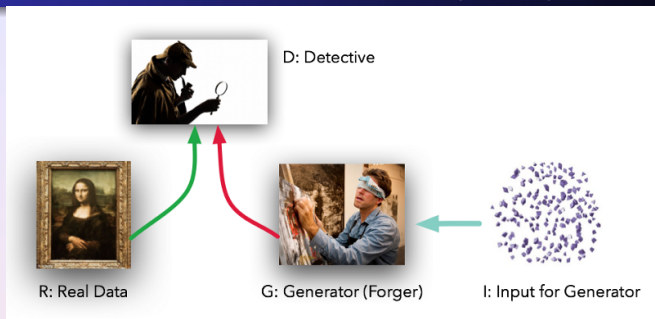 D: Detective
R: Real Data
G: Generator (Forger)
I: Input for Generator